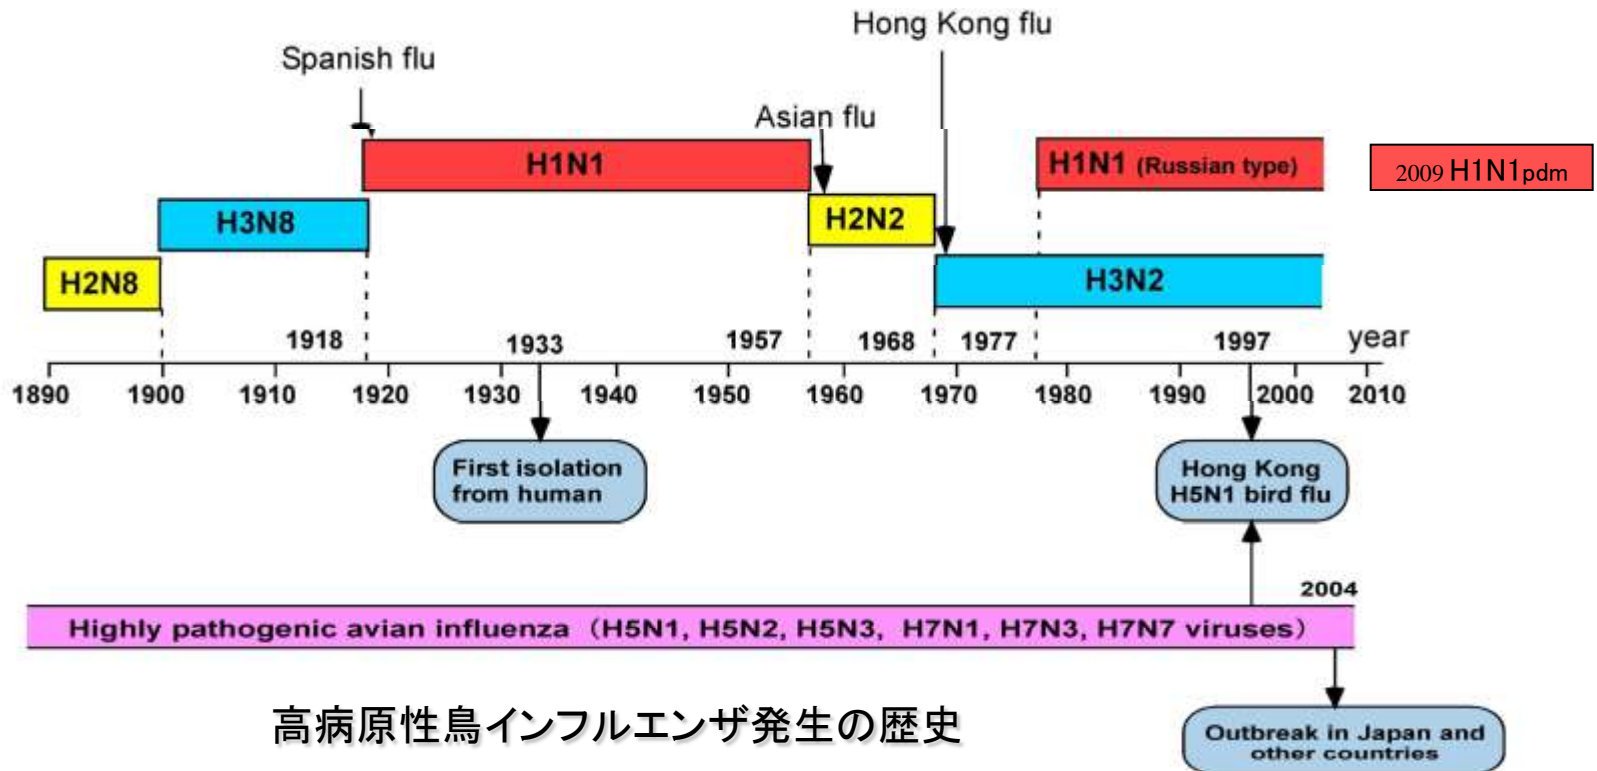 Hong Kong flu
Spanish flu
Asian flu
H1N1
H1N1 (Russian type)
2009 H1N1pdm
H3N8
H2N2
H2N8
H3N2
1918
1933
1957
1968
1977
1997
year
1890
1900
1910
1920
1930
1940
1950
1960
1970
1980
1990
2000
2010
First isolation
from human
Hong Kong
H5N1 bird flu
2004
Highly pathogenic avian influenza（H5N1, H5N2, H5N3, H7N1, H7N3, H7N7 viruses）
高病原性鳥インフルエンザ発生の歴史
Outbreak in Japan and
other countries